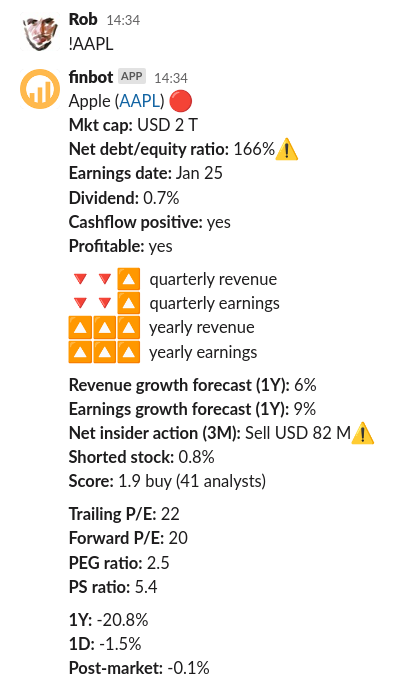 Rob 14:34
!AAPL
finbot APP 14:34
Apple (AAPL) 🔴
Mkt cap: USD 2 T
Net debt/equity ratio: 166%⚠️
Earnings date: Jan 25
Dividend: 0.7%
Cashflow positive: yes
Profitable: yes
🔻🔻🔼 quarterly revenue
🔻🔻🔼 quarterly earnings
🔼🔼🔼 yearly revenue
🔼🔼🔼 yearly earnings
Revenue growth forecast (1Y): 6%
Earnings growth forecast (1Y): 9%
Net insider action (3M): Sell USD 82 M⚠️
Shorted stock: 0.8%
Score: 1.9 buy (41 analysts)
Trailing P/E: 22
Forward P/E: 20
PEG ratio: 2.5
PS ratio: 5.4
1Y: -20.8%
1D: -1.5%
Post-market: -0.1%